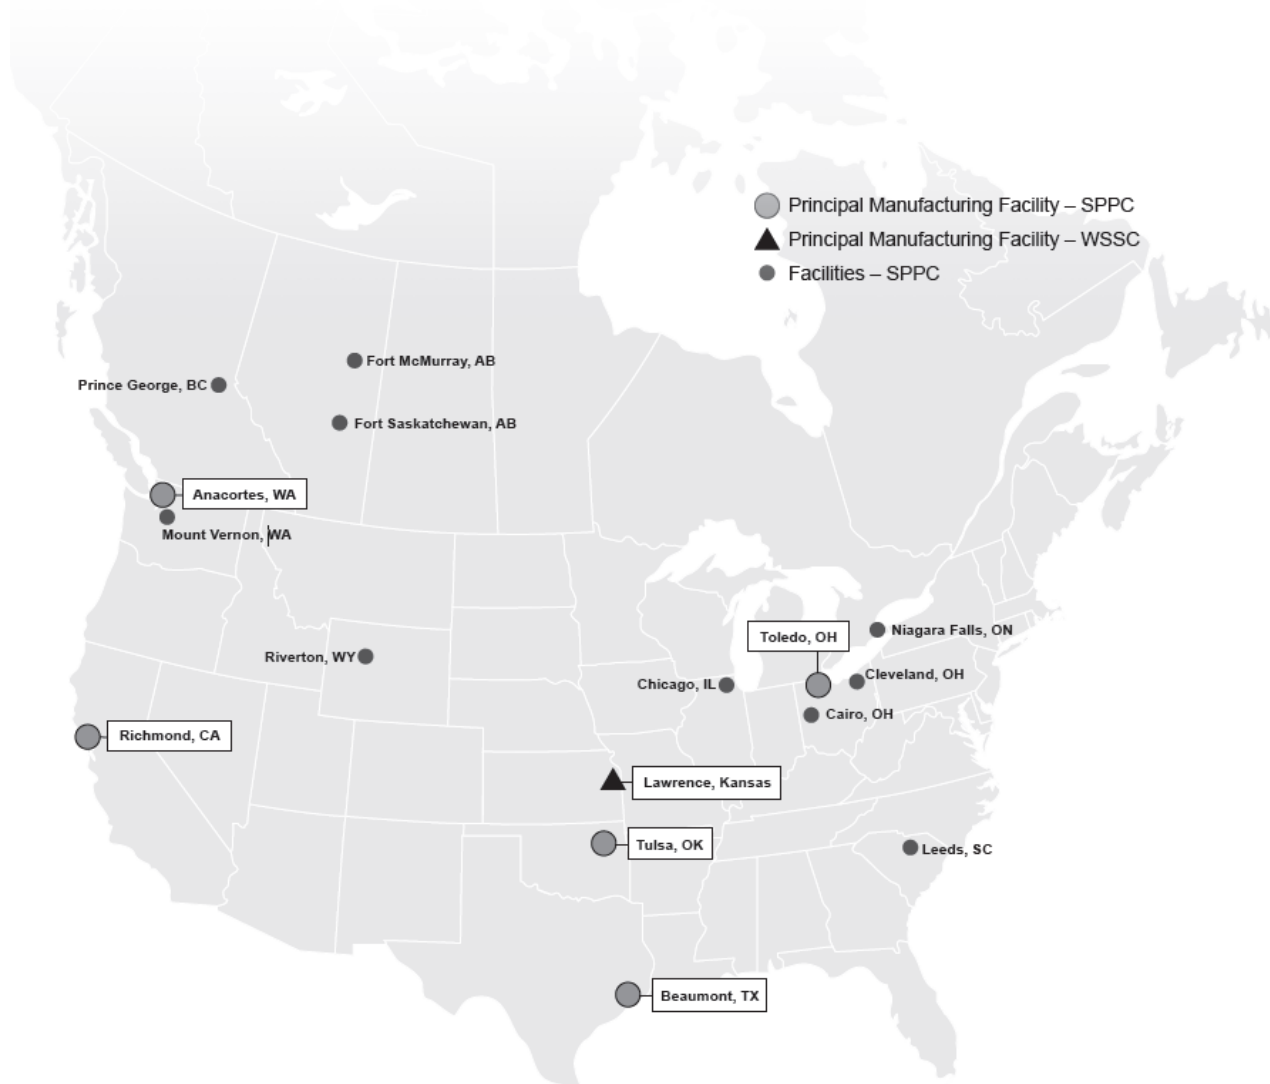 Principal Manufacturing Facility – SPPC
Principal Manufacturing Facility – WSSC
Facilities – SPPC
Fort McMurray, AB
Prince George, BC
Fort Saskatchewan, AB
Anacortes, WA
Mount Vernon, WA
Toledo, OH
Niagara Falls, ON
Riverton, WY
Cleveland, OH
Chicago, IL
Cairo, OH
Richmond, CA
Lawrence, Kansas
Tulsa, OK
Leeds, SC
Beaumont, TX